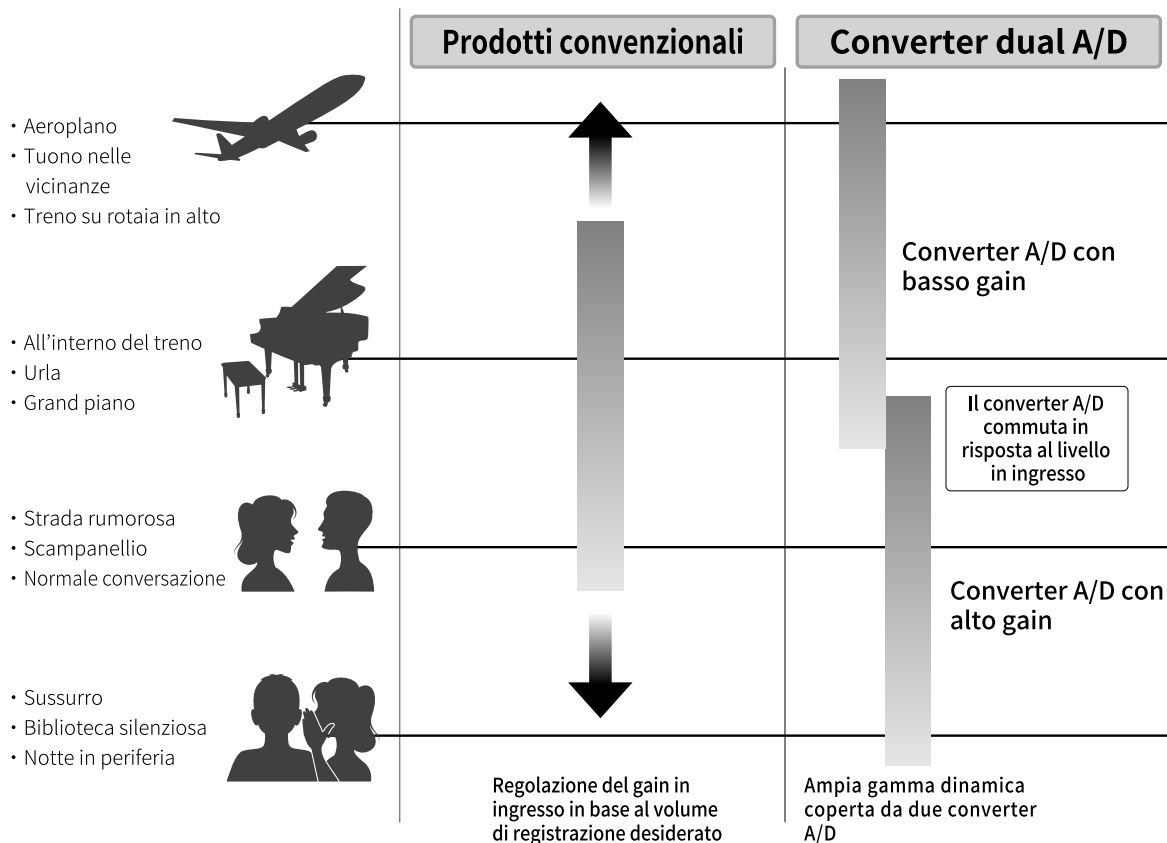 Prodotti convenzionali
Converter dual A/D
・Aeroplano
・Tuono nelle
vicinanze
・Treno su rotaia in alto
Converter A/D con
basso gain
・All’interno del treno
・Urla
・Grand piano
Il converter A/D
commuta in
risposta al livello
in ingresso
・Strada rumorosa
・Scampanellio
・Normale conversazione
Converter A/D con
alto gain
・Sussurro
・Biblioteca silenziosa
・Notte in periferia
Regolazione del gain in
ingresso in base al volume
di registrazione desiderato
Ampia gamma dinamica
coperta da due converter
A/D